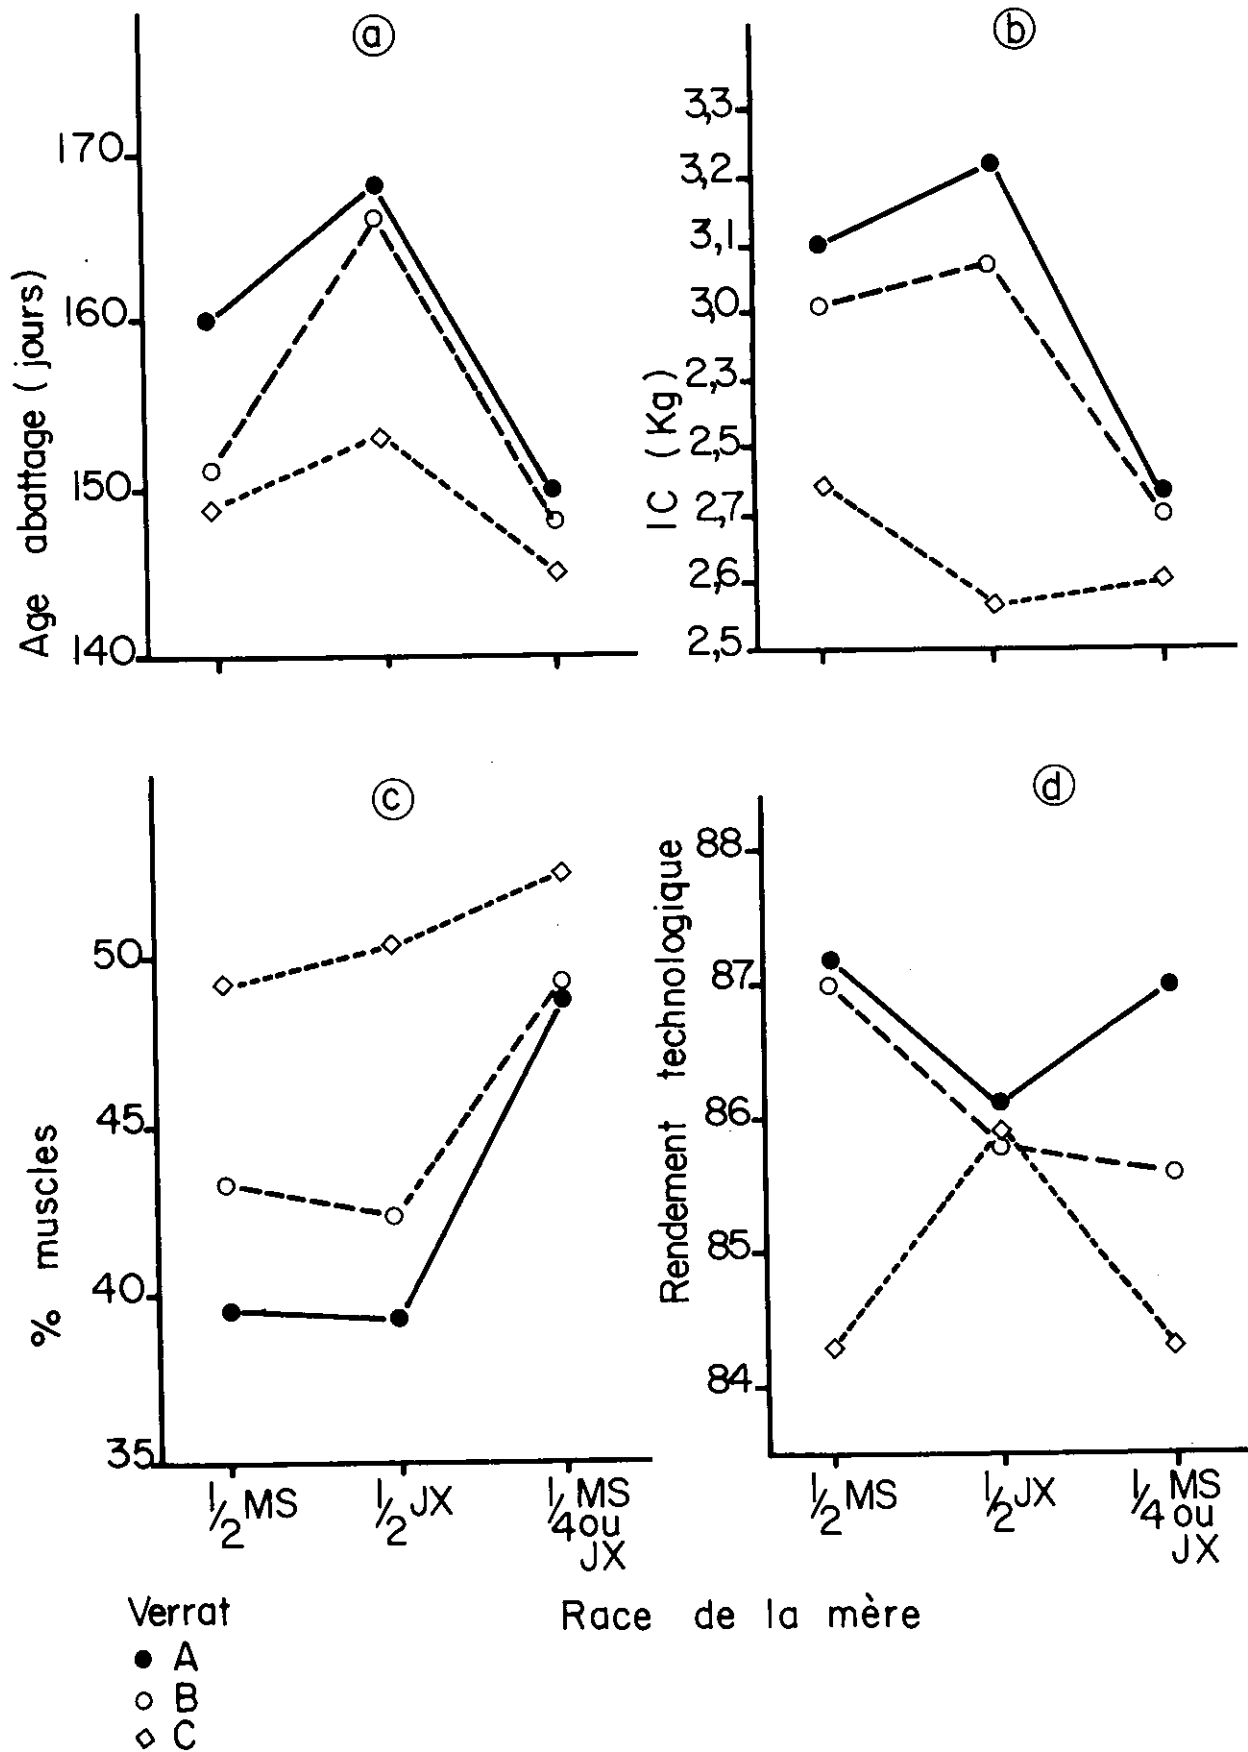 a
170
160
150
140
Age abattage (jours)
b
3,3
3,2
3,1
3,0
2,3
2,5
2,7
2,6
2,5
IC (Kg)
c
50
45
40
35
% muscles
1/2 MS
1/2 JX
1/4 MS
ou
JX
d
88
87
86
85
84
Rendement technologique
1/2 MS
1/2 JX
1/4 MS
ou
JX
Verrat
A
B
C
Race de la mère